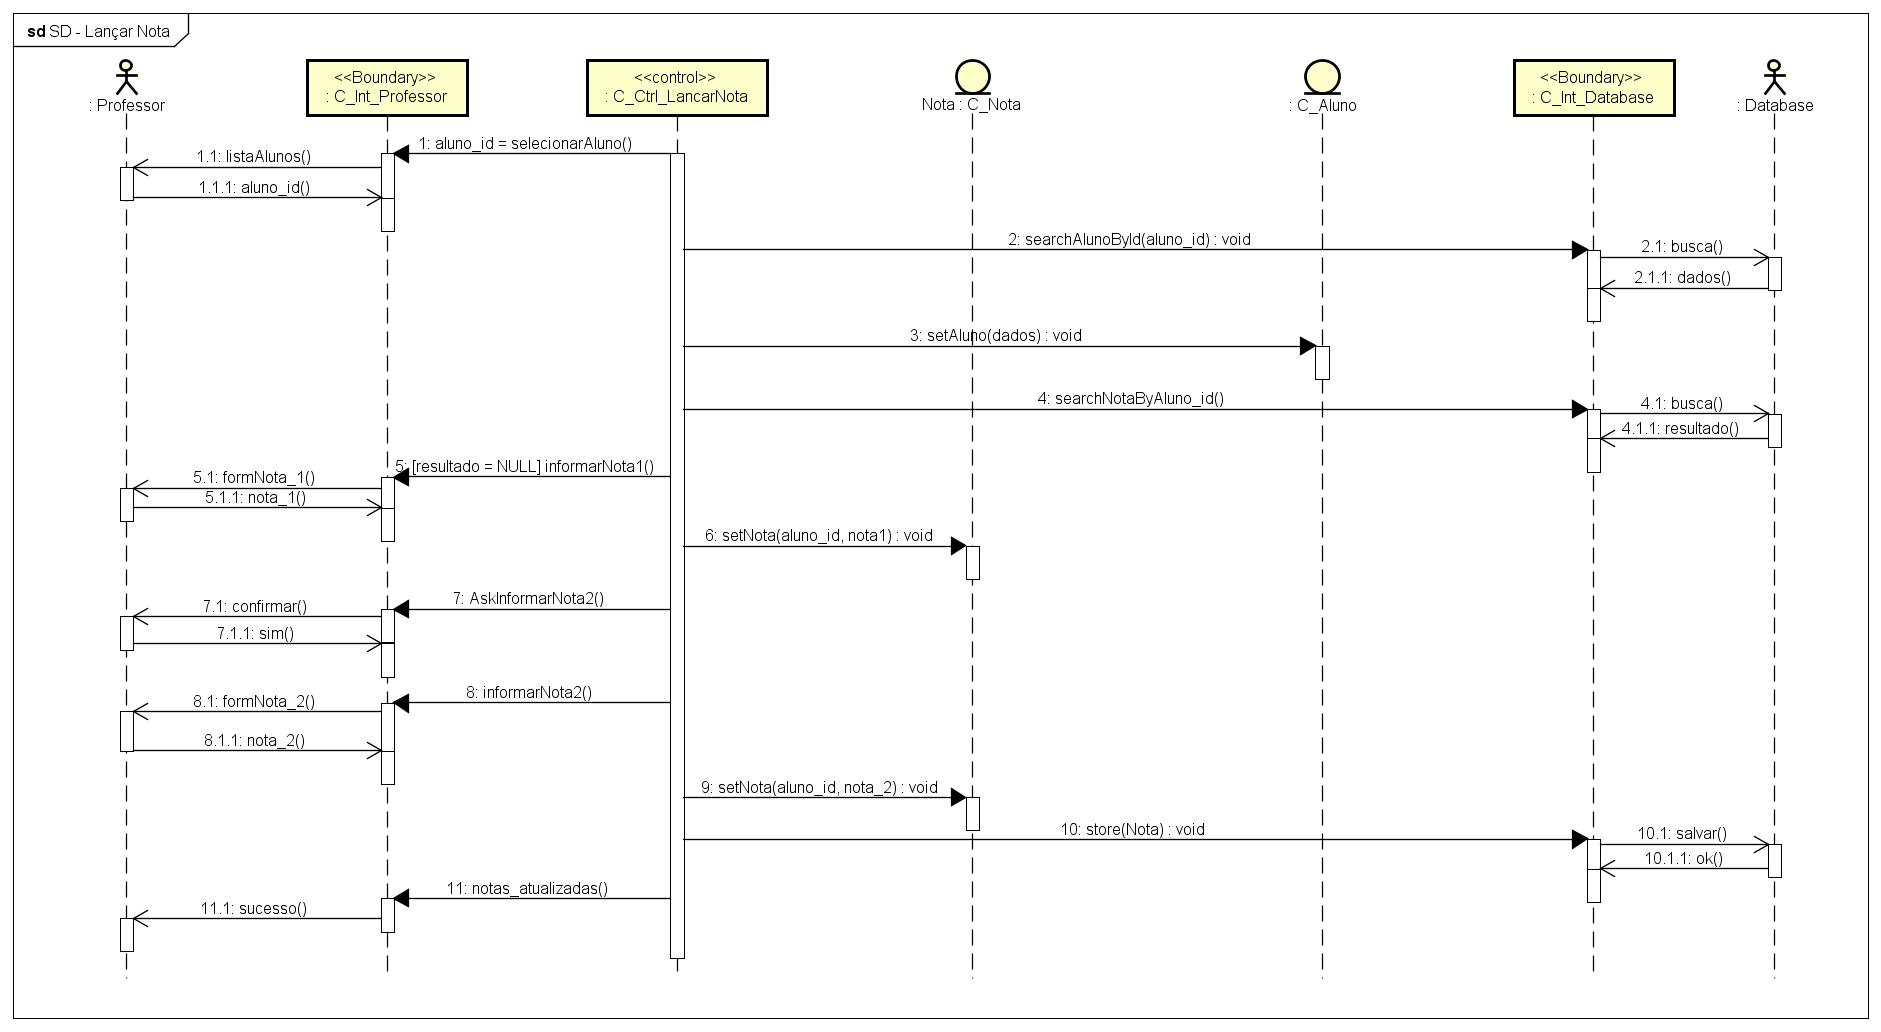 sd SD - Lançar Nota
: Professor
<<Boundary>>
: C_Int_Professor
<<control>>
: C_Ctrl_LancarNota
Nota : C_Nota
: C_Aluno
<<Boundary>>
: C_Int_Database
: Database
1: aluno_id = selecionarAluno()
1.1: listaAlunos()
1.1.1: aluno_id()
2: searchAlunoById(aluno_id) : void
2.1: busca()
2.1.1: dados()
3: setAluno(dados) : void
4: searchNotaByAluno_id()
4.1: busca()
4.1.1: resultado()
5: [resultado = NULL] informarNota1()
5.1: formNota_1()
5.1.1: nota_1()
6: setNota(aluno_id, nota1) : void
7: AskInformarNota2()
7.1: confirmar()
7.1.1: sim()
8: informarNota2()
8.1: formNota_2()
8.1.1: nota_2()
9: setNota(aluno_id, nota_2) : void
10: store(Nota) : void
10.1: salvar()
10.1.1: ok()
11: notas_atualizadas()
11.1: sucesso()